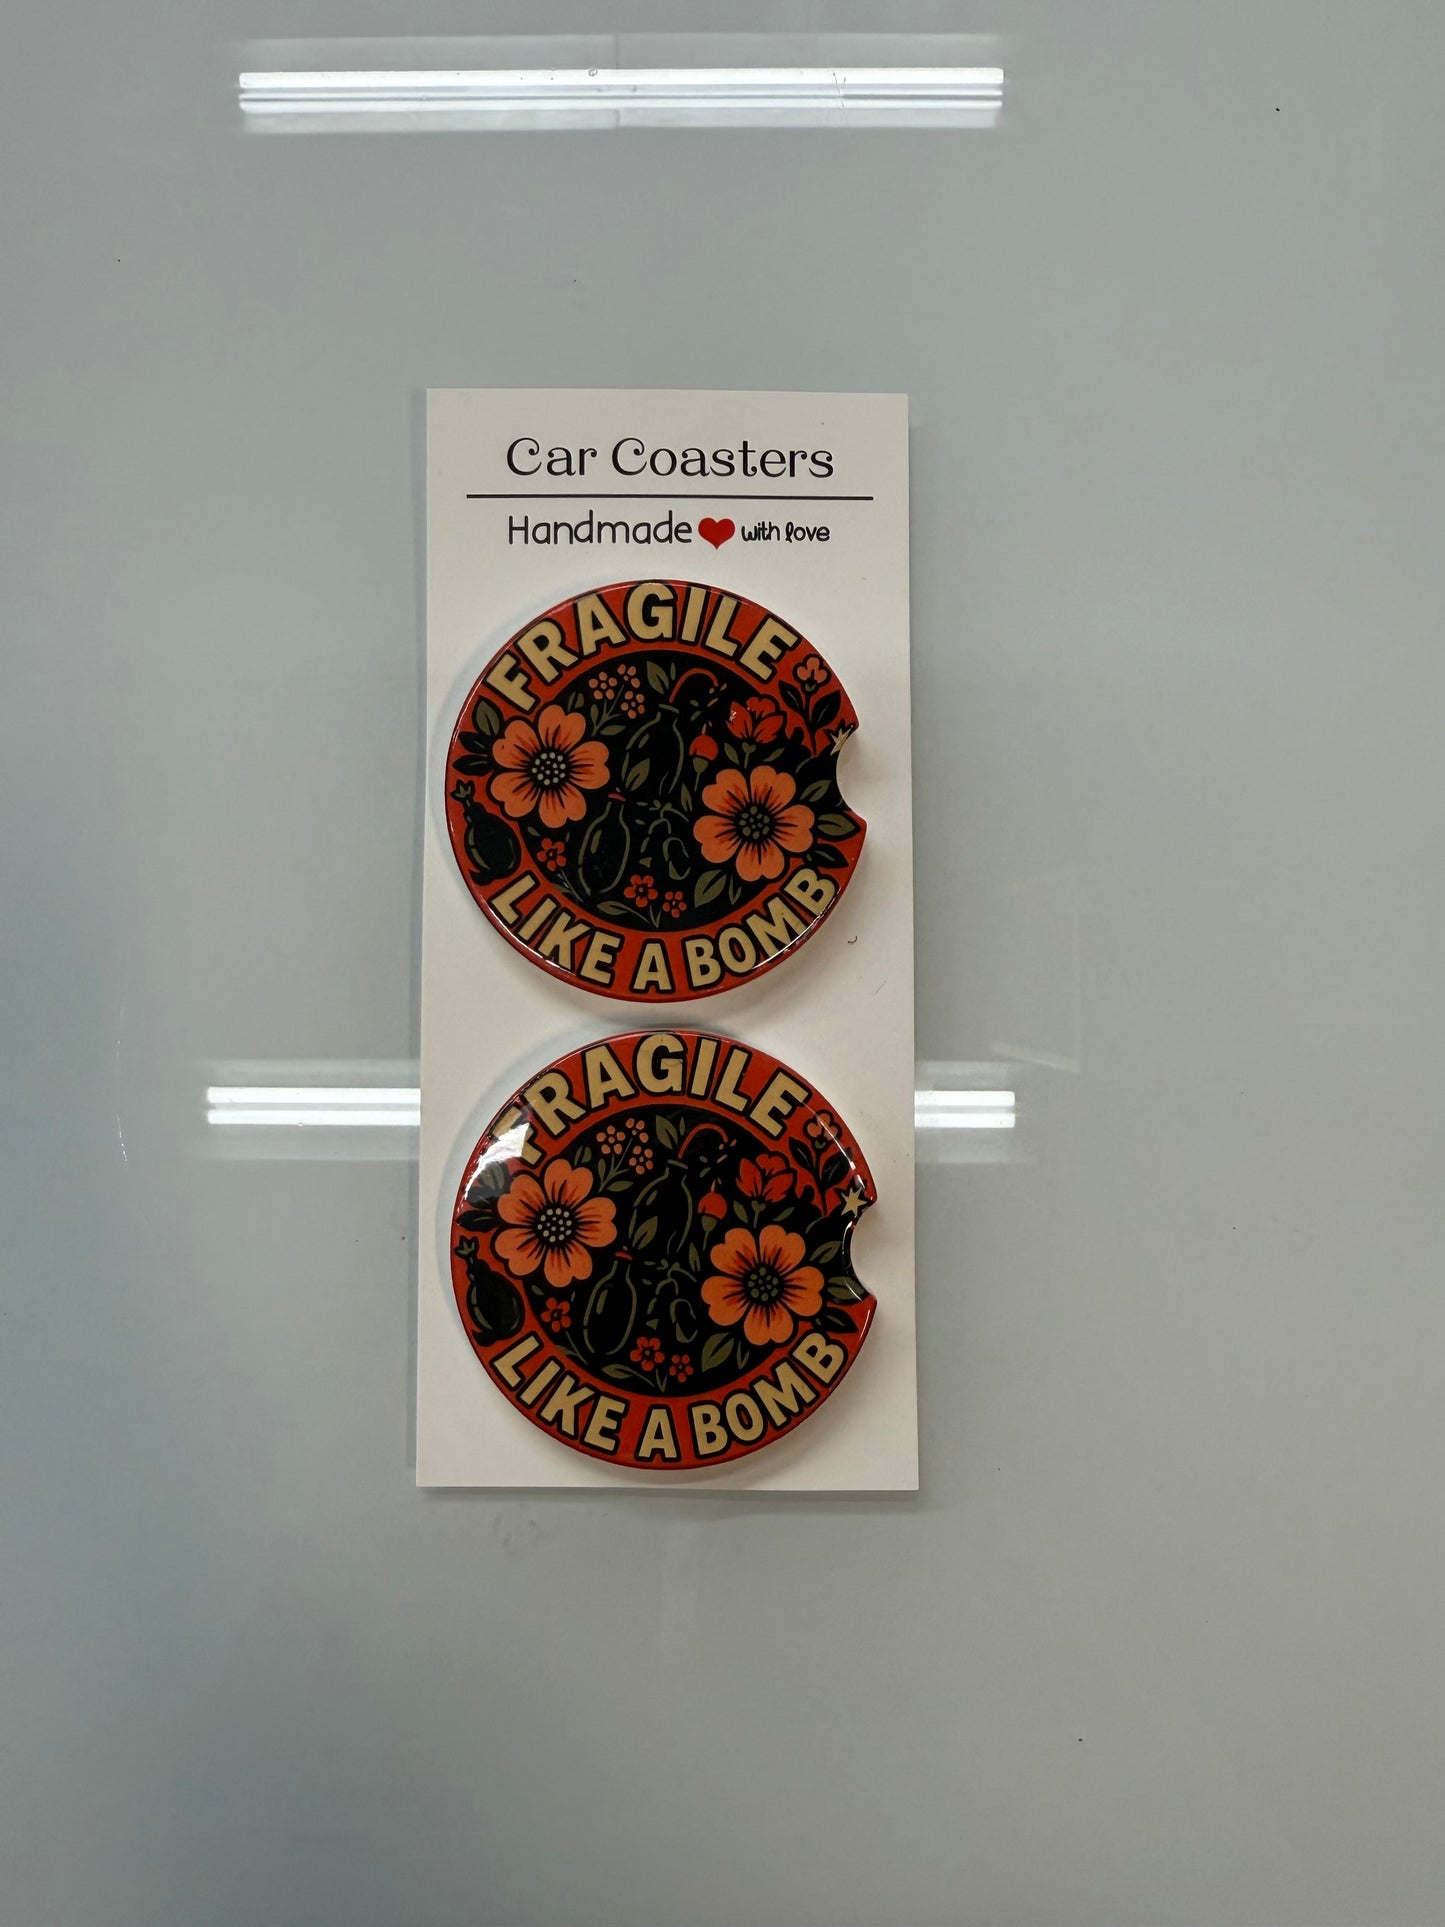 Car Coasters
Handmade with love
FRAGILE
LIKE A BOMB
FRAGILE
LIKE A BOMB